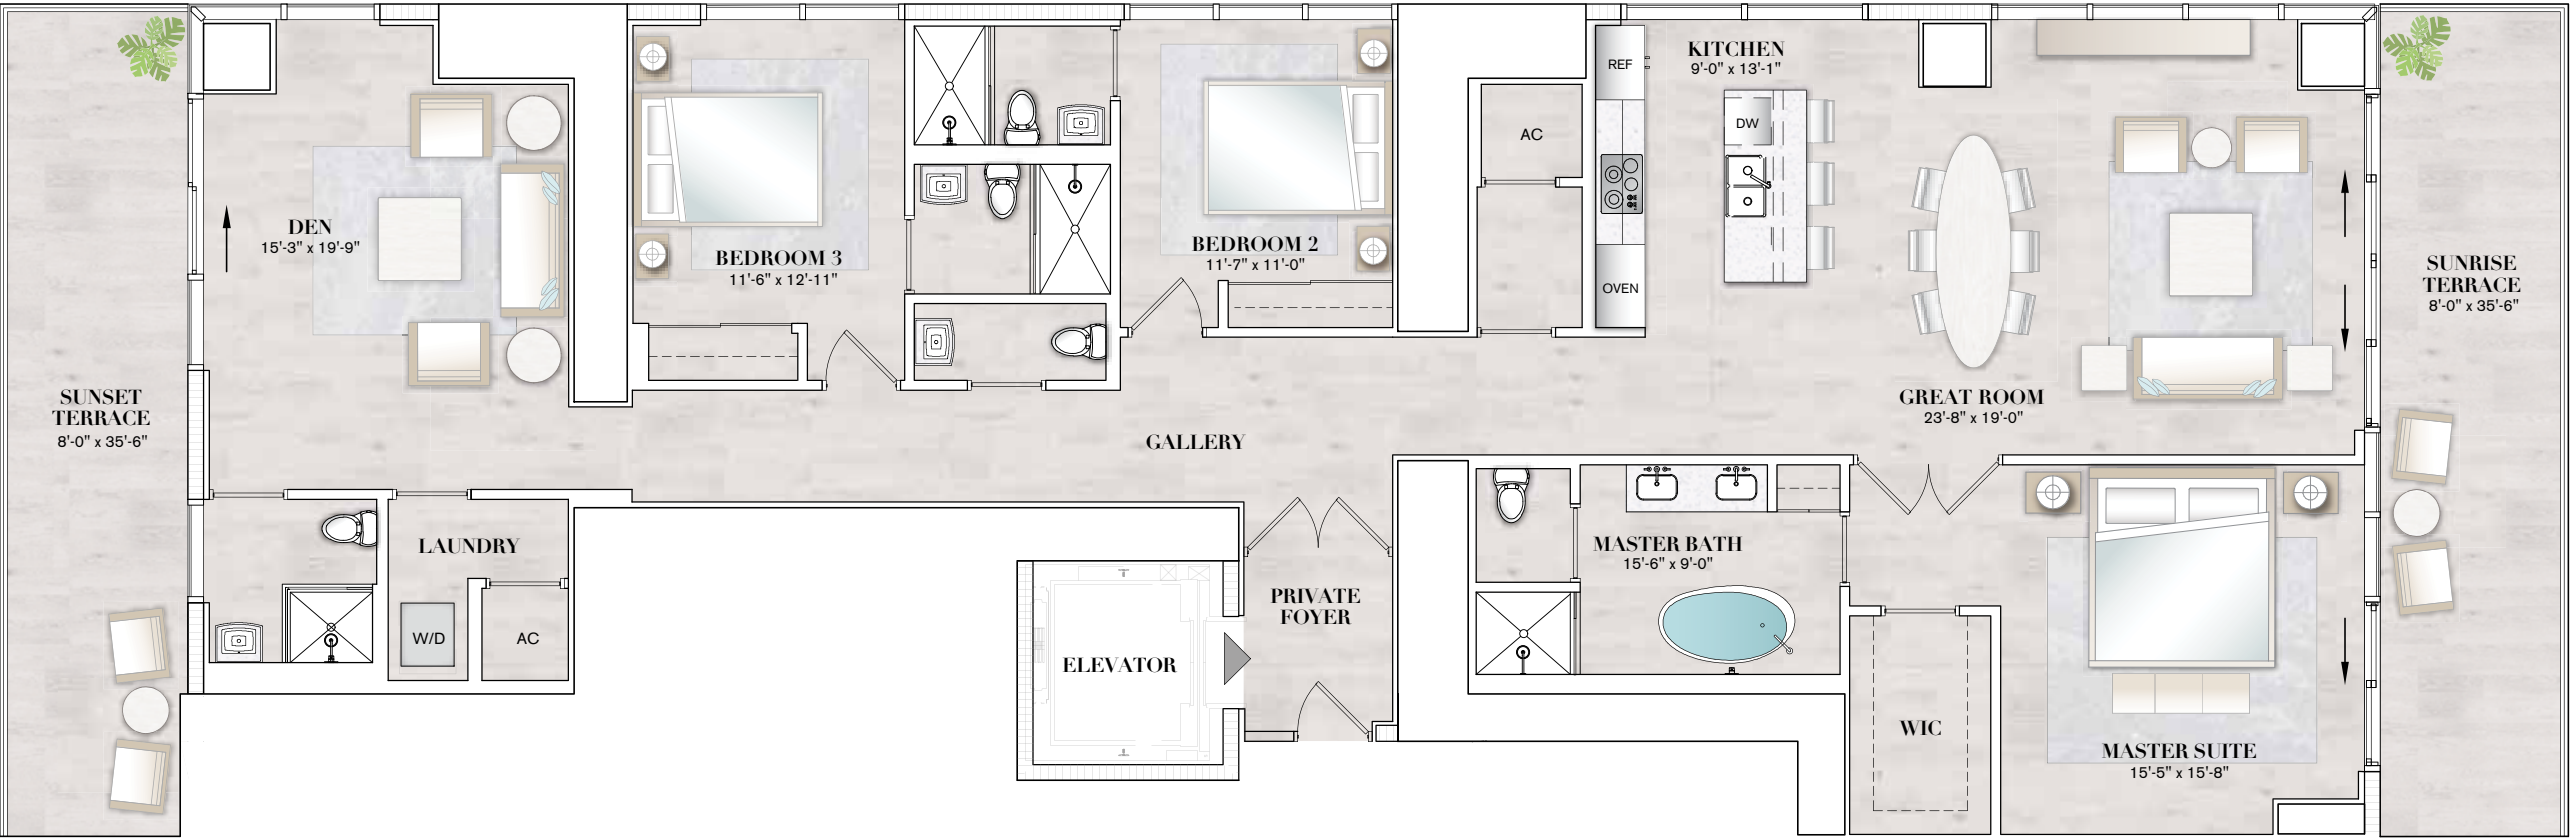 SUNSET
TERRACE
8'-0" x 35'-6"
DEN
15'-3" x 19'-9"
BEDROOM 3
11'-6" x 12'-11"
BEDROOM 2
11'-7" x 11'-0"
AC
REF
OVEN
KITCHEN
9'-0" x 13'-1"
DW
GREAT ROOM
23'-8" x 19'-0"
SUNRISE
TERRACE
8'-0" x 35'-6"
GALLERY
LAUNDRY
W/D
AC
ELEVATOR
PRIVATE
FOYER
MASTER BATH
15'-6" x 9'-0"
WIC
MASTER SUITE
15'-5" x 15'-8"